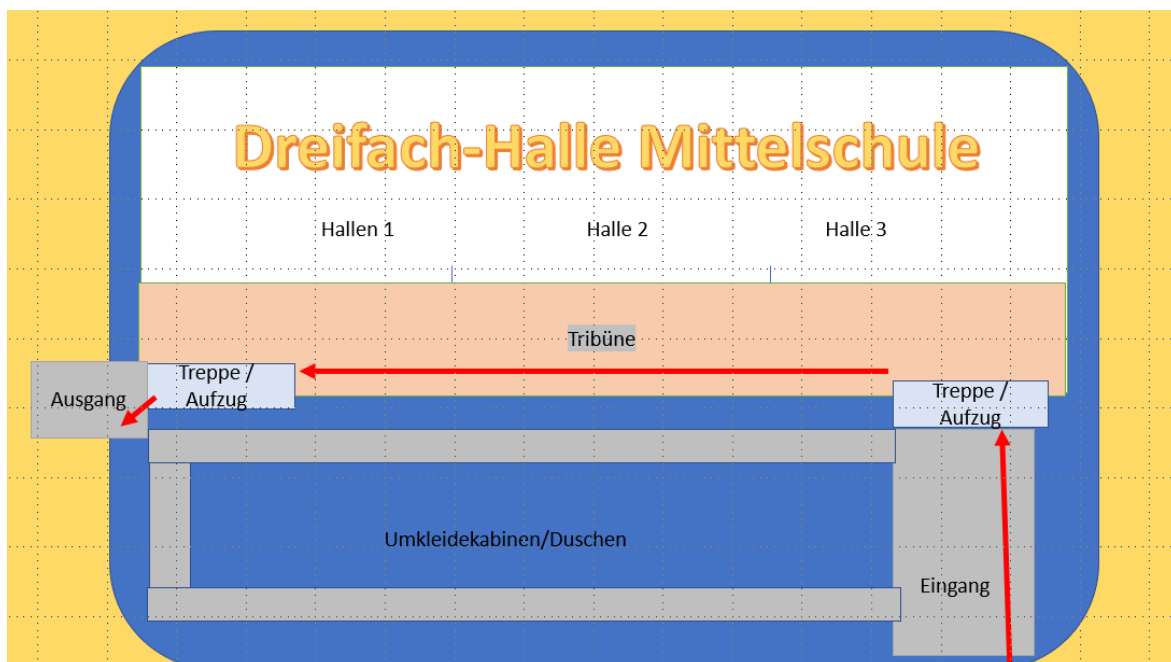 Dreifach-Halle Mittelschule
Hallen 1
Halle 2
Halle 3
Tribüne
Treppe /
Aufzug
Ausgang
Treppe /
Aufzug
Umkleidekabinen/Duschen
Eingang